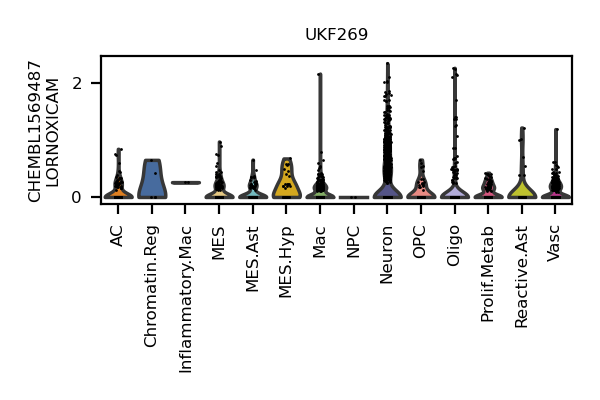 UKF269
CHEMBL1569487
LORNOXICAM
2
0
AC
Chromatin.Reg
Inflammatory.Mac
MES
MES.Ast
MES.Hyp
Mac
NPC
Neuron
OPC
Oligo
Prolif.Metab
Reactive.Ast
Vasc